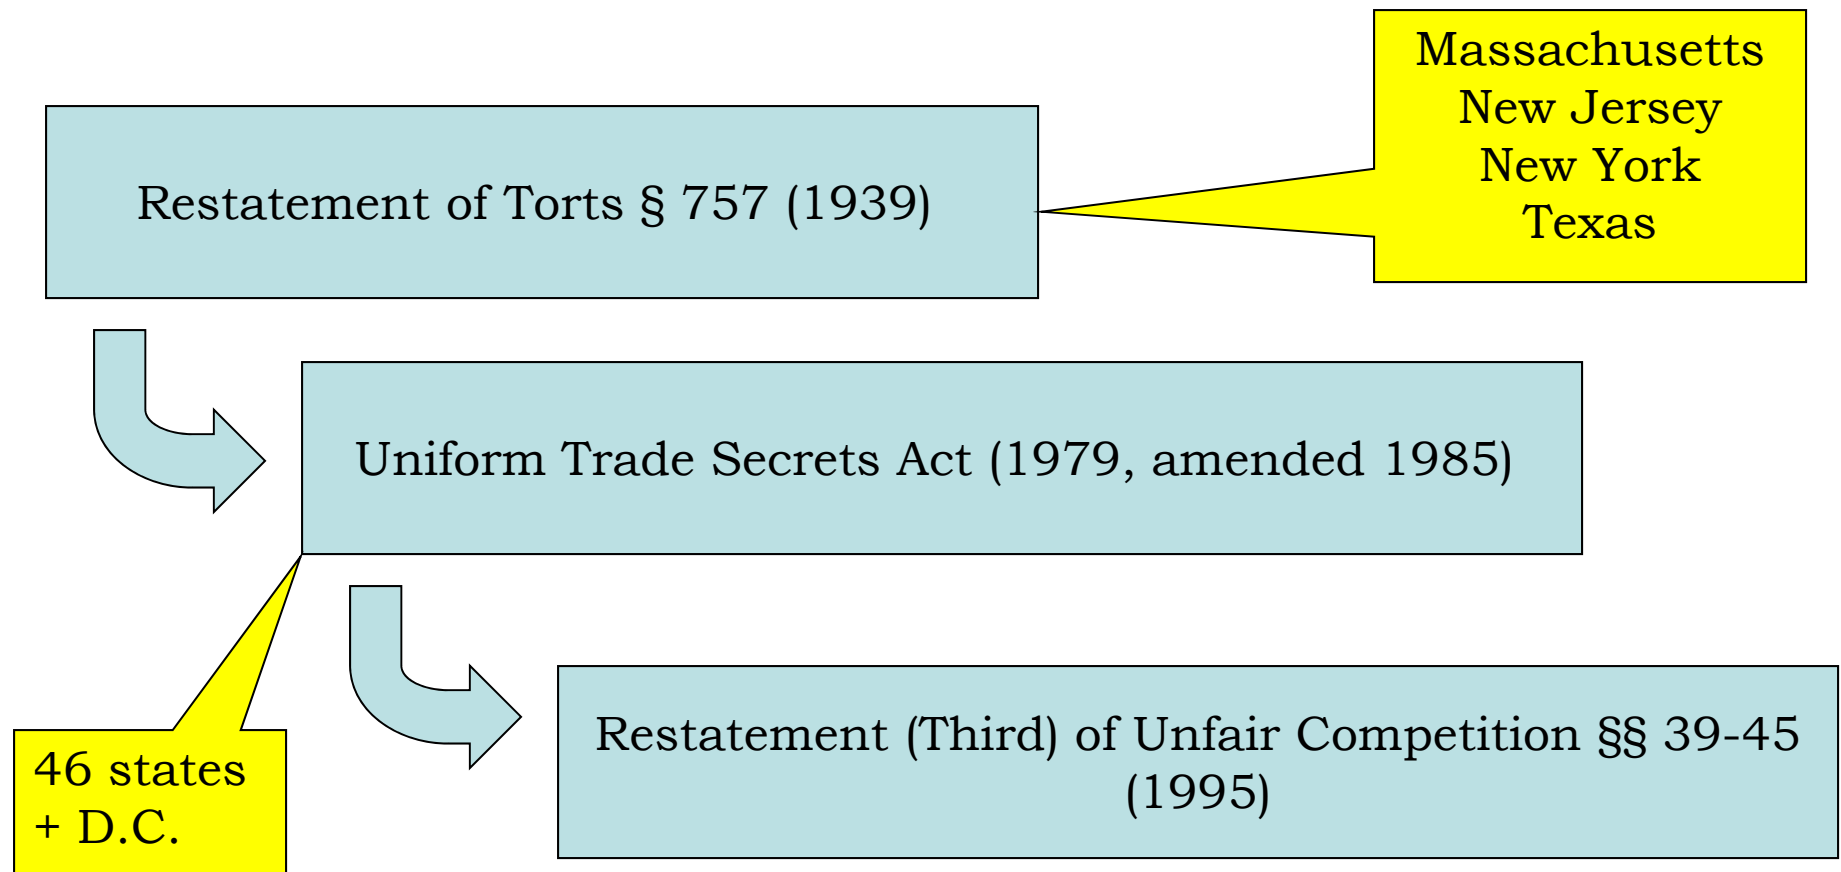 Massachusetts
New Jersey
New York
Texas
Restatement of Torts § 757 (1939)
Uniform Trade Secrets Act (1979, amended 1985)
46 states
+ D.C.
Restatement (Third) of Unfair Competition §§ 39-45
(1995)